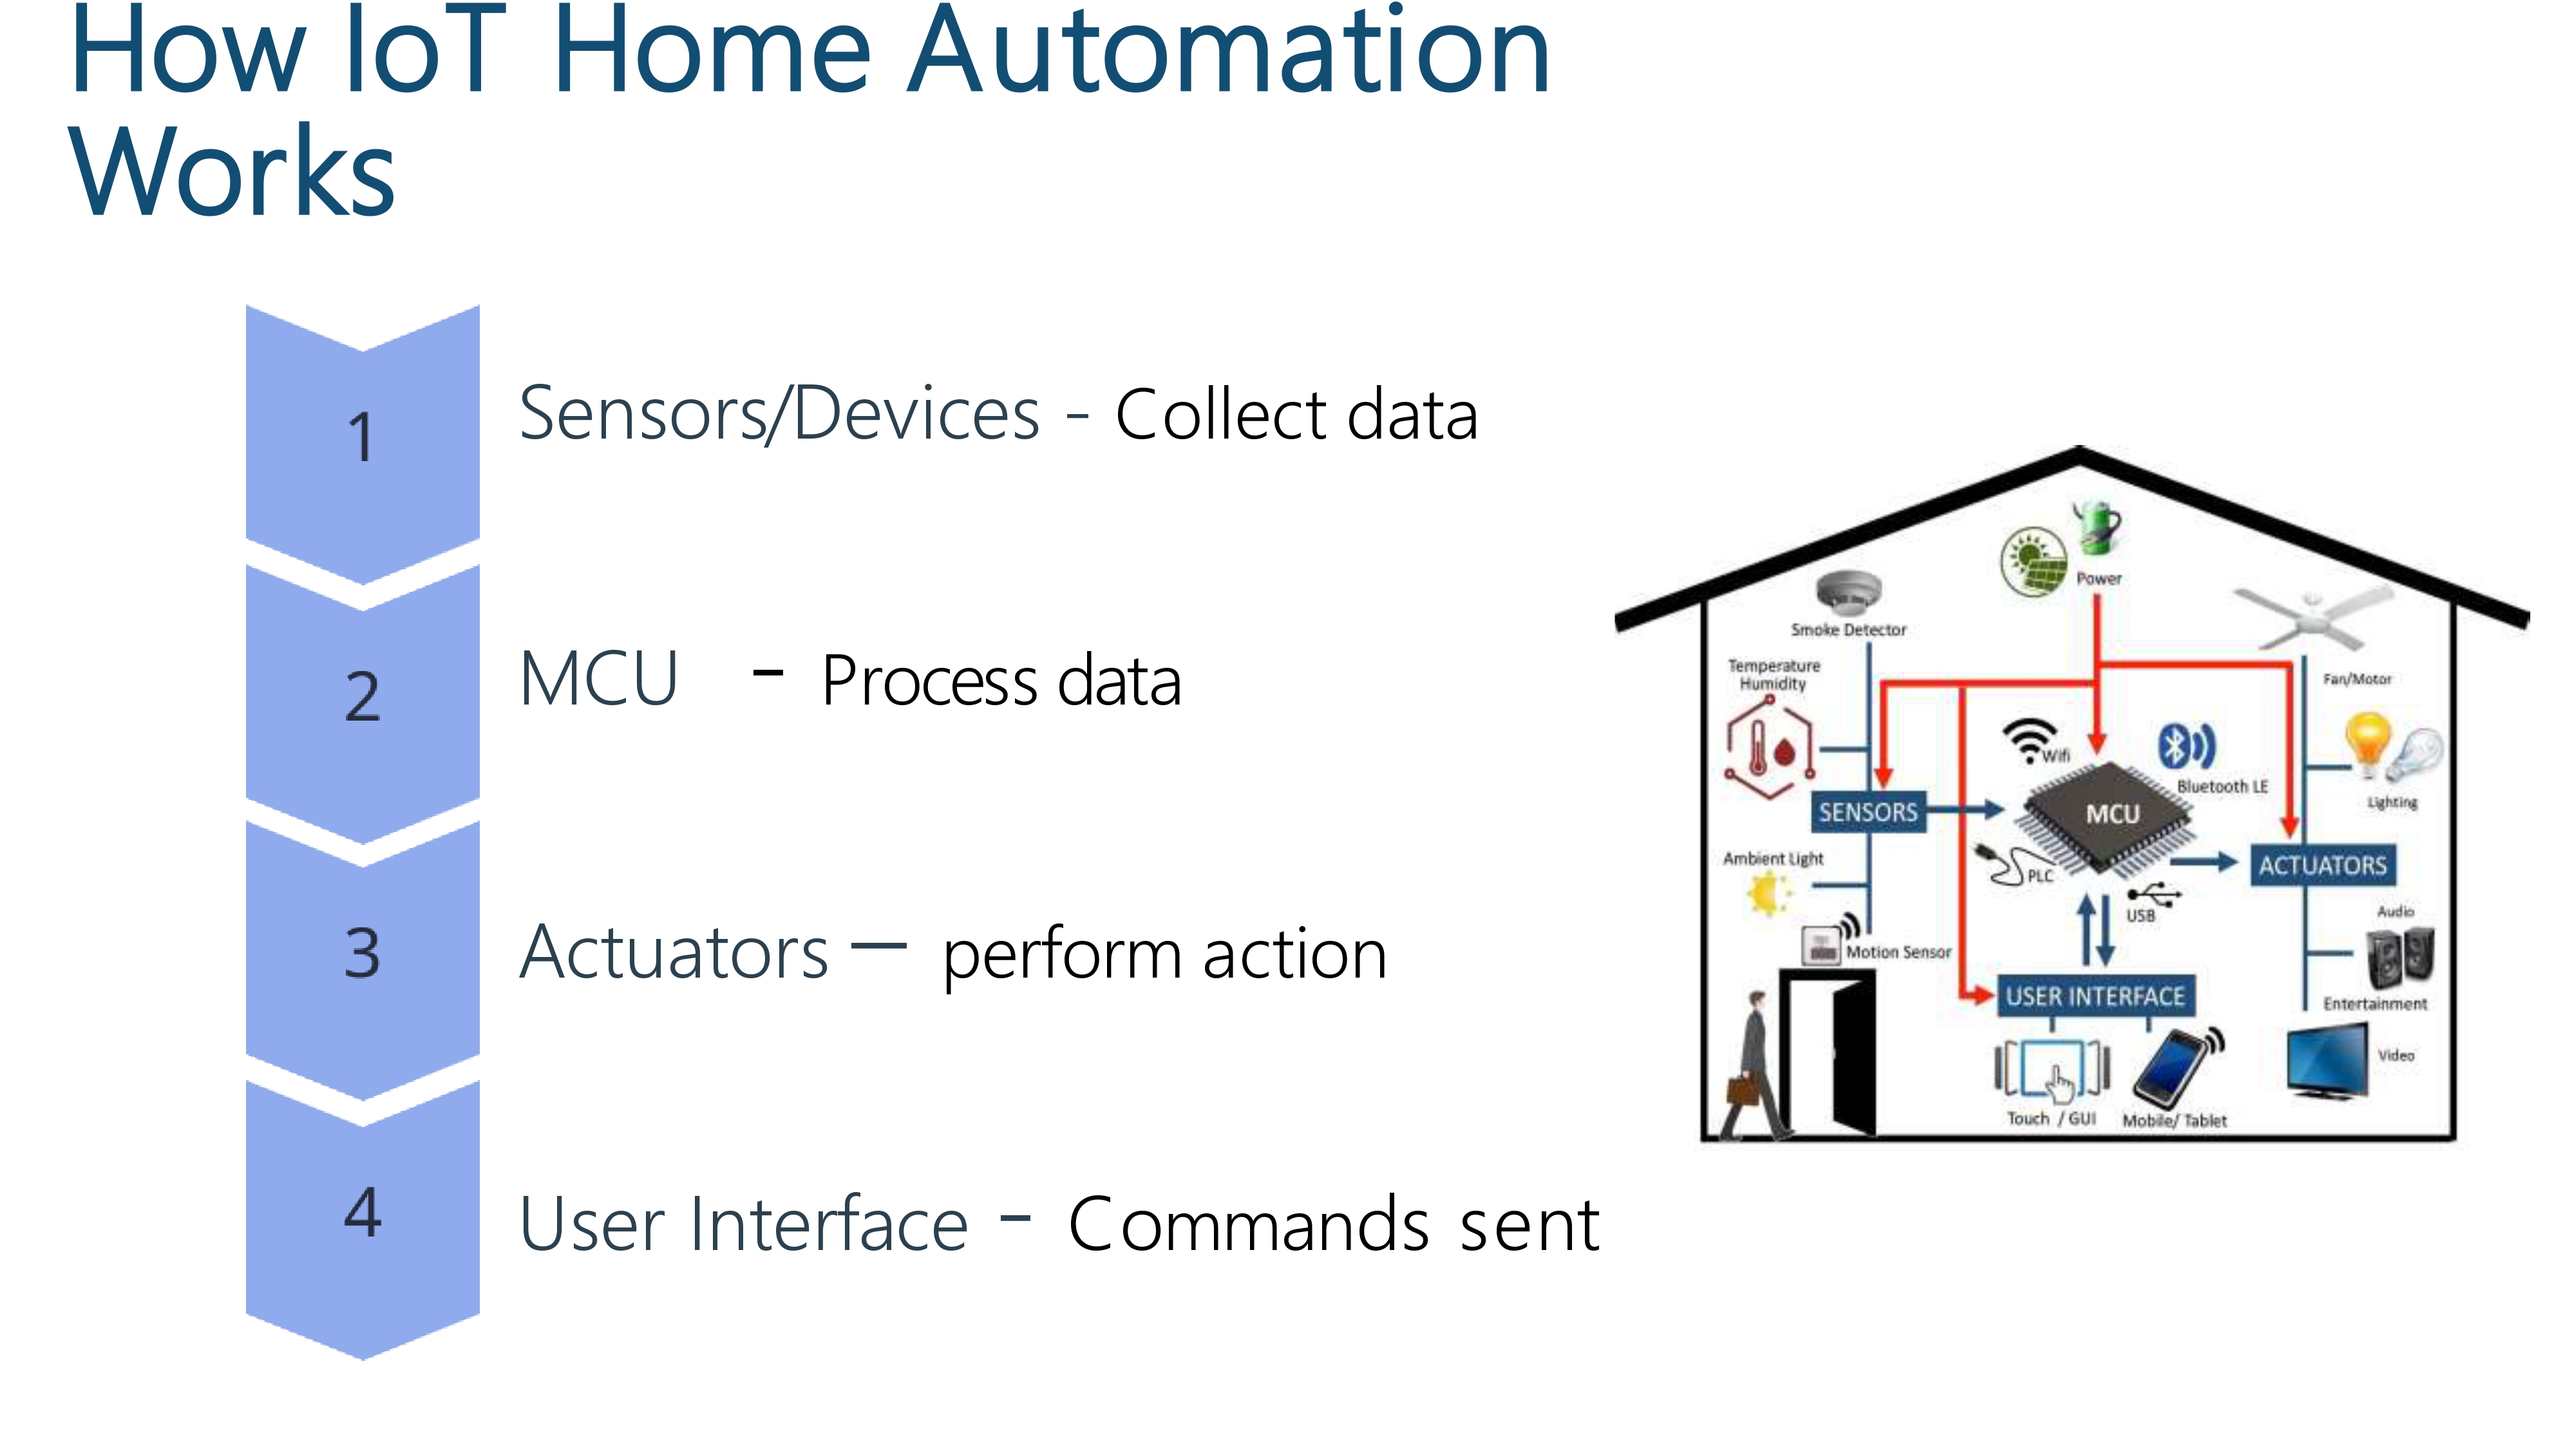 How IoT Home Automation
Works
1
Sensors/Devices - Collect data
2
MCU - Process data
3
Actuators – perform action
4
User Interface - Commands sent
Power
Smoke Detector
Temperature
Humidity
Fan/Motor
Wifi
Bluetooth LE
Lighting
SENSORS
MCU
Ambient Light
PLC
ACTUATORS
USB
Audio
Motion Sensor
USER INTERFACE
Entertainment
Video
Touch / GUI
Mobile/ Tablet